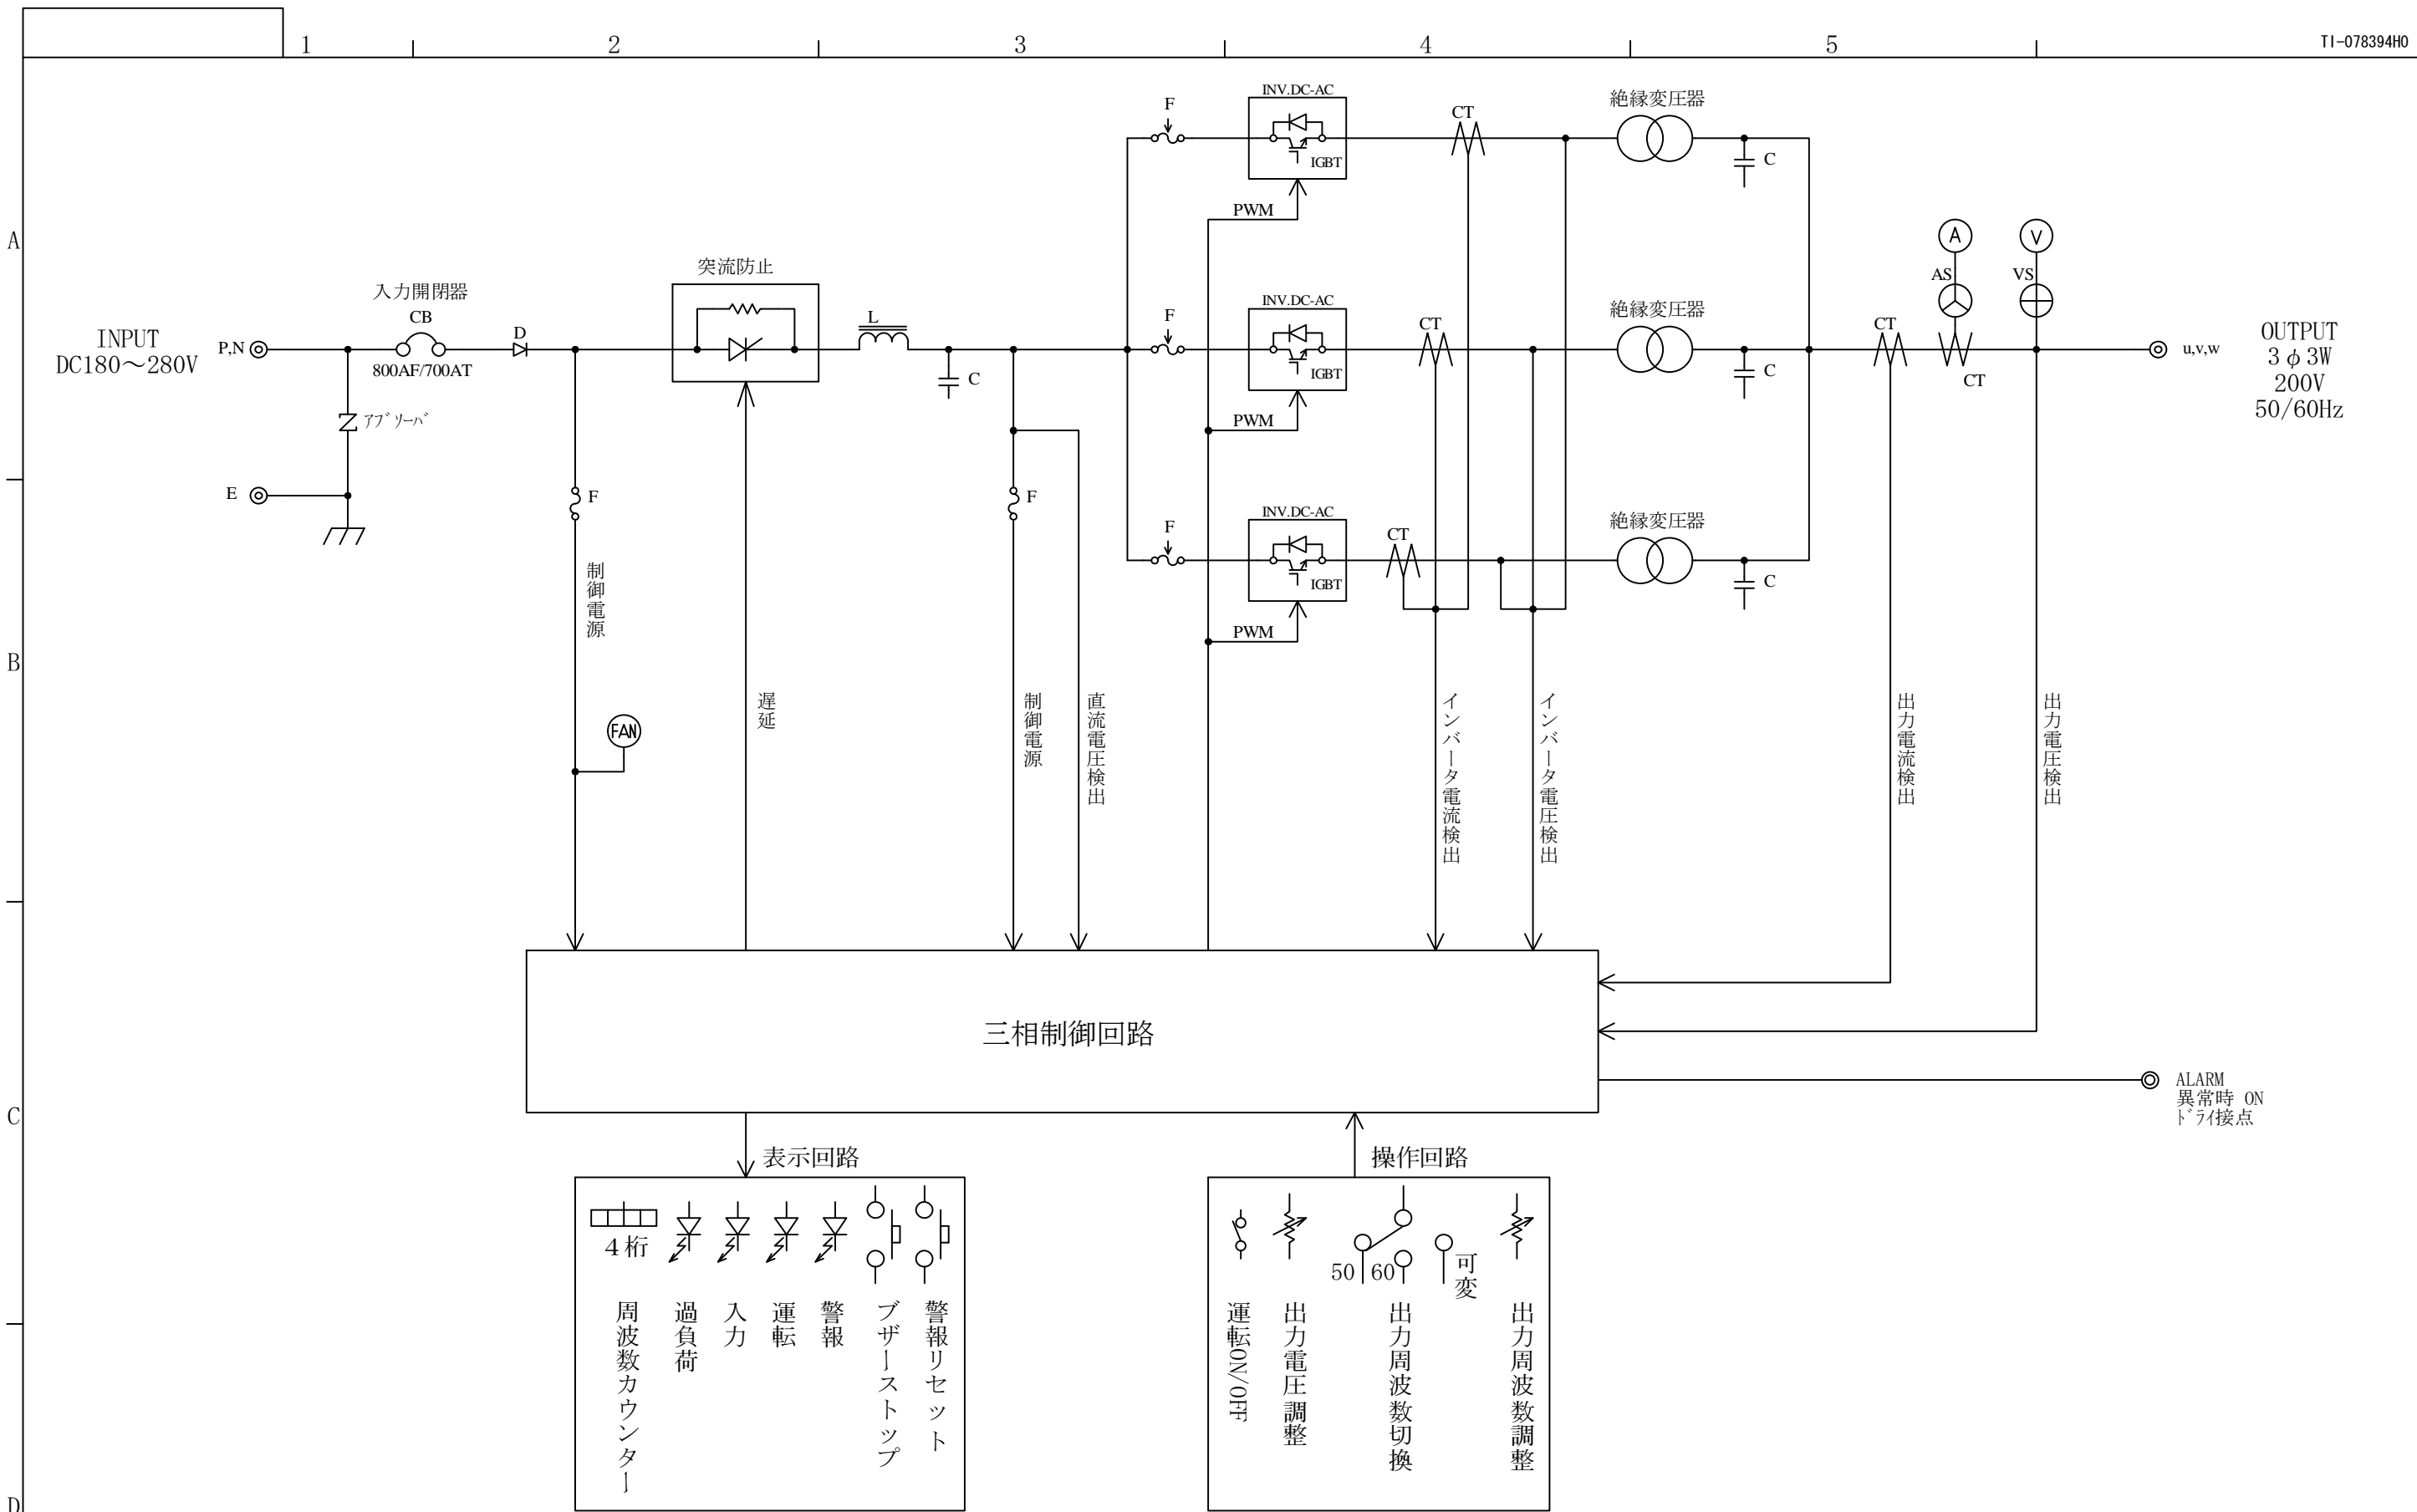 1
2
3
4
5
TI-078394H0
A
B
C
D
INPUT
DC180～280V
P,N
E
アブソーバ
入力開閉器
CB
800AF/700AT
D
F
制御電源
FAN
突流防止
遅延
L
C
F
制御電源
直流電圧検出
F
INV.DC-AC
IGBT
PWM
CT
絶縁変圧器
C
F
INV.DC-AC
IGBT
PWM
CT
絶縁変圧器
C
F
INV.DC-AC
IGBT
PWM
CT
絶縁変圧器
C
インバータ電流検出
インバータ電圧検出
CT
出力電流検出
A
AS
CT
V
VS
出力電圧検出
u,v,w
OUTPUT
3φ3W
200V
50/60Hz
三相制御回路
ALARM
異常時 ON
ドライ接点
表示回路
4桁
周波数カウンター
過負荷
入力
運転
警報
ブザーストップ
警報リセット
操作回路
50
60
可変
運転ON/OFF
出力電圧調整
出力周波数切換
出力周波数調整